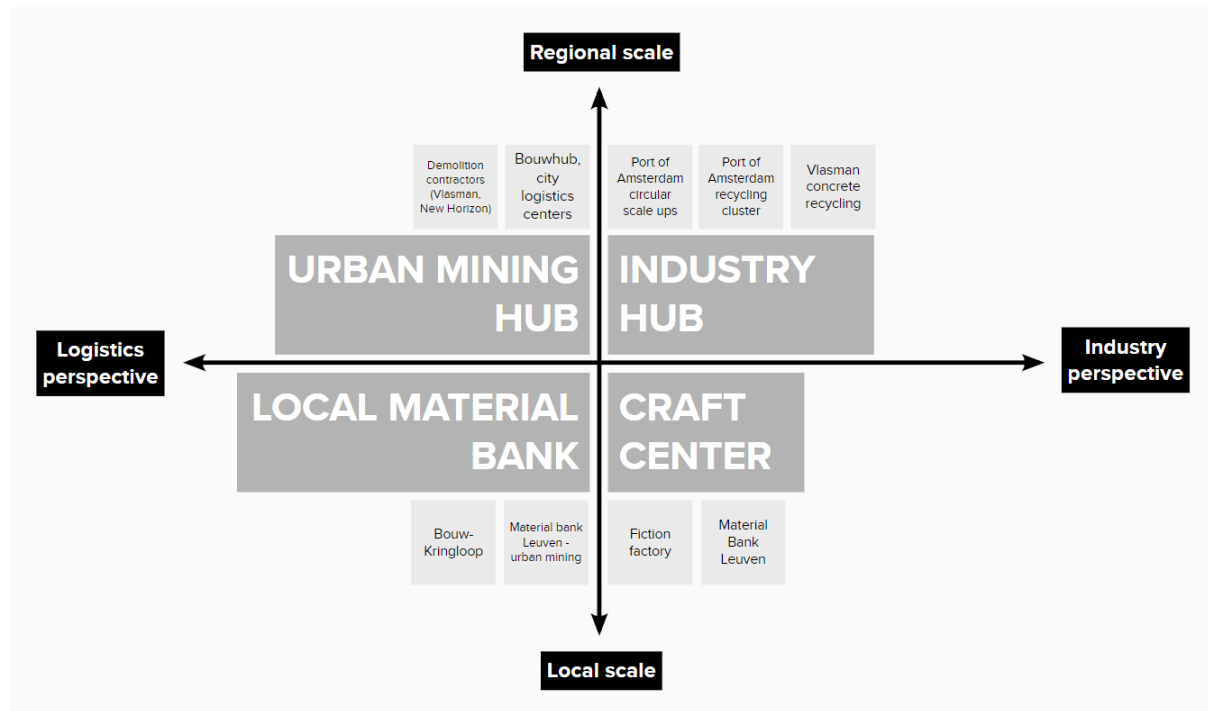 Regional scale
Demolition
contractors
(Vlasman,
New Horizon)
Bouwhub,
city
logistics
centers
Port of
Amsterdam
circular
scale ups
Port of
Amsterdam
recycling
cluster
Vlasman
concrete
recycling
URBAN MINING
HUB
INDUSTRY
HUB
Logistics
perspective
Industry
perspective
LOCAL MATERIAL
BANK
CRAFT
CENTER
Bouw-
Kringloop
Material bank
Leuven -
urban mining
Fiction
factory
Material
Bank
Leuven
Local scale